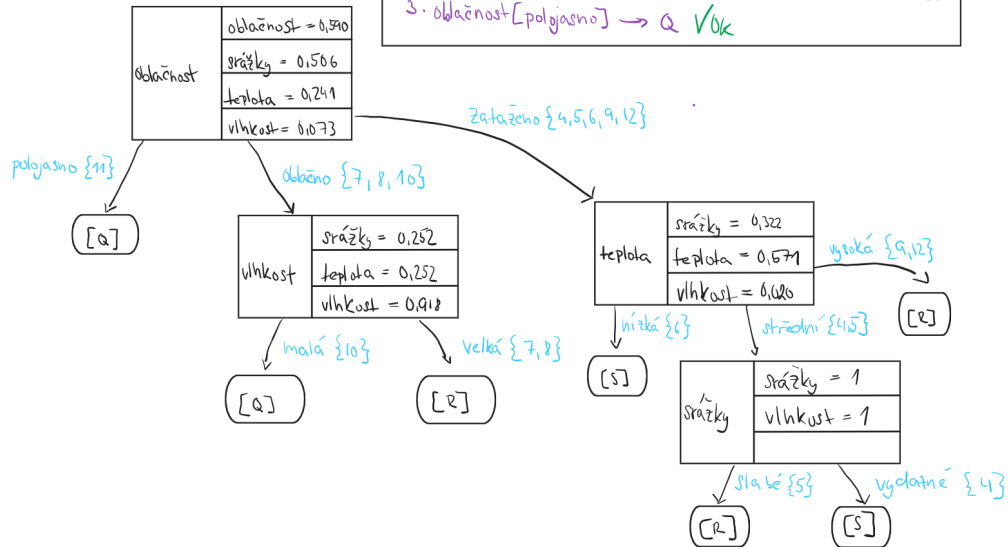 3. oblačnost[polojasno] → Q VOK
oblačnost
oblačnost = 0,590
srážky = 0,506
teplota = 0,241
vlhkost = 0,073
polojasno {11}
oblačno {7, 8, 10}
zataženo {4,5,6,9,12}
[Q]
vlhkost
srážky = 0,252
teplota = 0,252
vlhkost = 0,918
teplota
srážky = 0,322
teplota = 0,571
vlhkost = 0,020
malá {10}
velká {7,8}
nízká {6}
střední {4,5}
vysoká {9,12}
[Q]
[R]
[S]
[R]
srážky
srážky = 1
vlhkost = 1
slabé {5}
vydatné {4}
[R]
[S]